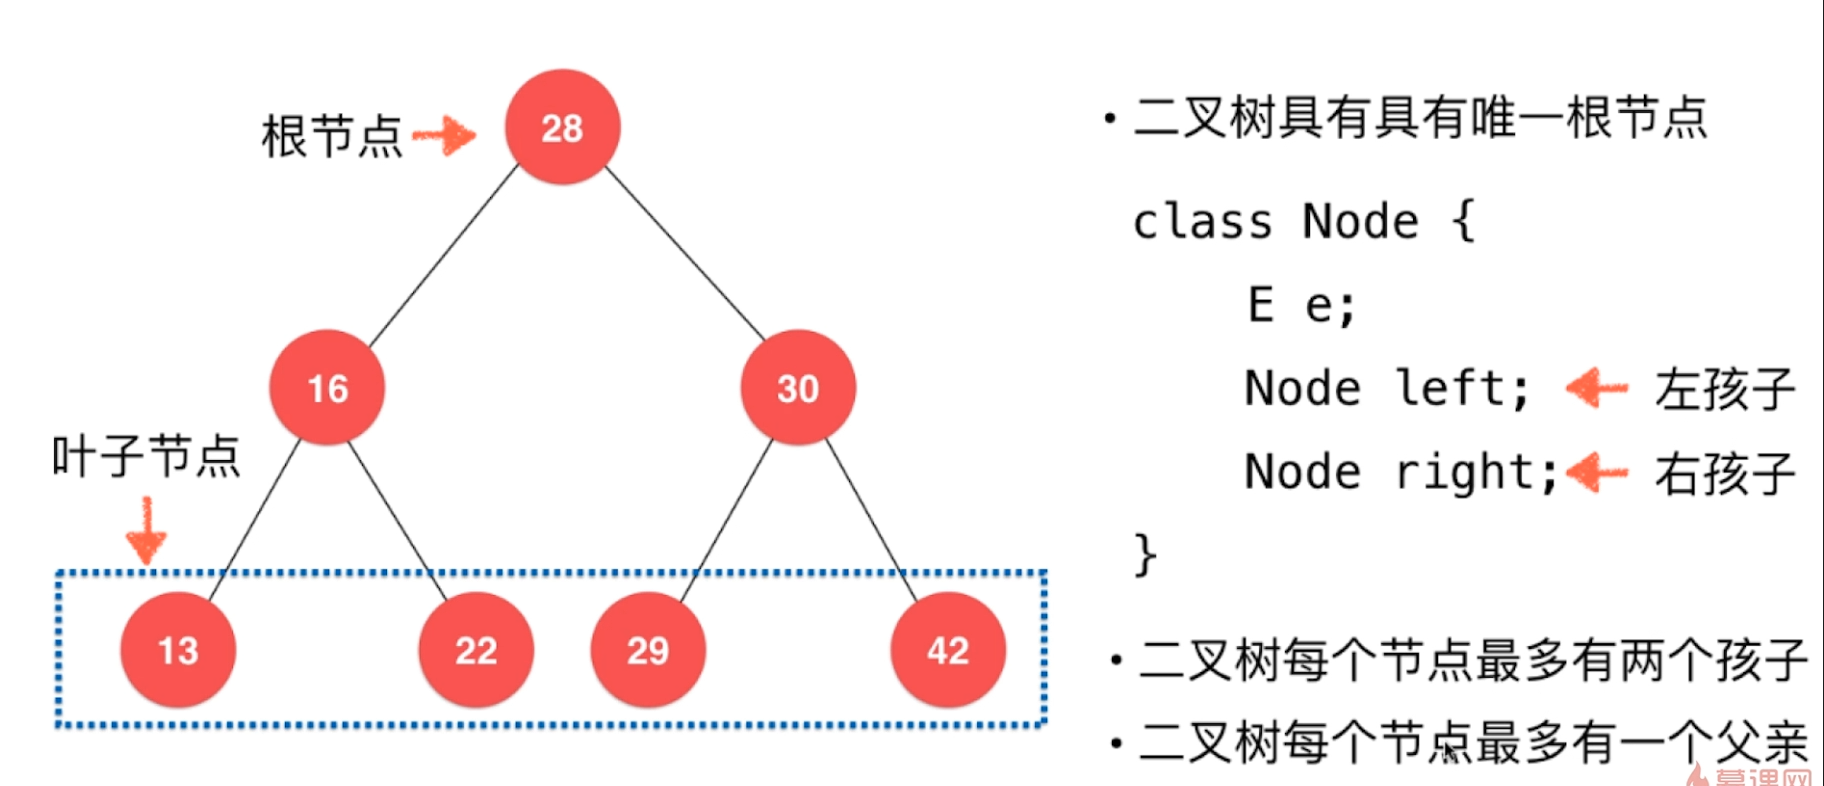 根节点
28
16
30
叶子节点
13
22
29
42
• 二叉树具有具有唯一根节点
class Node {
E e;
Node left; 左孩子
Node right; 右孩子
}
• 二叉树每个节点最多有两个孩子
• 二叉树每个节点最多有一个父亲
慕课网